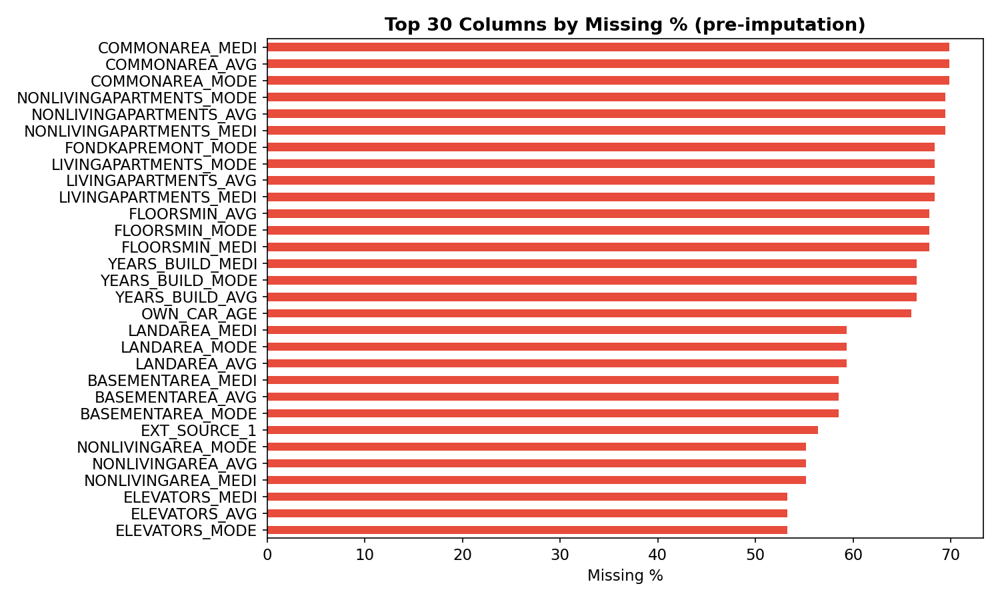 Top 30 Columns by Missing % (pre-imputation)
COMMONAREA_MEDI
COMMONAREA_AVG
COMMONAREA_MODE
NONLIVINGAPARTMENTS_MODE
NONLIVINGAPARTMENTS_AVG
NONLIVINGAPARTMENTS_MEDI
FONDKAPREMONT_MODE
LIVINGAPARTMENTS_MODE
LIVINGAPARTMENTS_AVG
LIVINGAPARTMENTS_MEDI
FLOORSMIN_AVG
FLOORSMIN_MODE
FLOORSMIN_MEDI
YEARS_BUILD_MEDI
YEARS_BUILD_MODE
YEARS_BUILD_AVG
OWN_CAR_AGE
LANDAREA_MEDI
LANDAREA_MODE
LANDAREA_AVG
BASEMENTAREA_MEDI
BASEMENTAREA_AVG
BASEMENTAREA_MODE
EXT_SOURCE_1
NONLIVINGAREA_MODE
NONLIVINGAREA_AVG
NONLIVINGAREA_MEDI
ELEVATORS_MEDI
ELEVATORS_AVG
ELEVATORS_MODE
0 10 20 30 40 50 60 70
Missing %